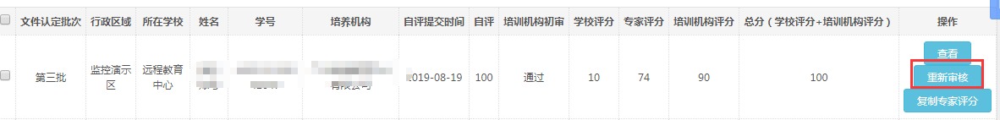 文件认定批次 行政区域 所在学校 姓名 学号 培养机构 自评提交时间 自评 培训机构初审 学校评分 专家评分 培训机构评分 总分（学校评分+培训机构评分） 操作
查看
监控演示 远程教育
第三批 2019-08-19 100 通过 10 74 90 100 重新审核
区 中心 有限公司
复制专家评分